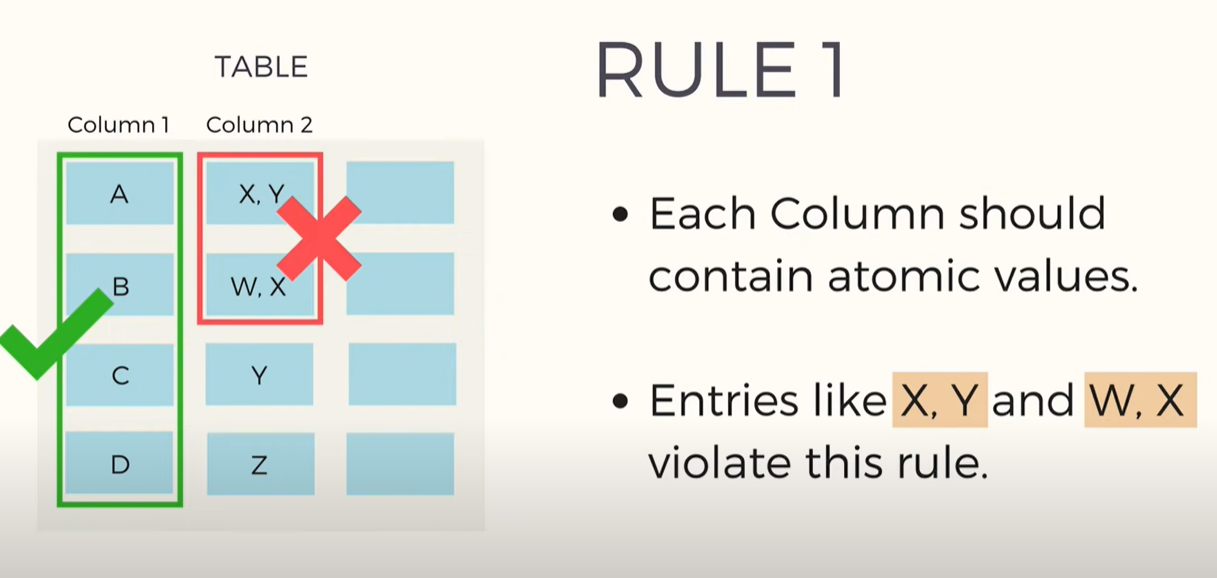 TABLE
Column 1 Column 2
A X, Y
B W, X
C Y
D Z
RULE 1
• Each Column should
contain atomic values.
• Entries like X, Y and W, X
violate this rule.